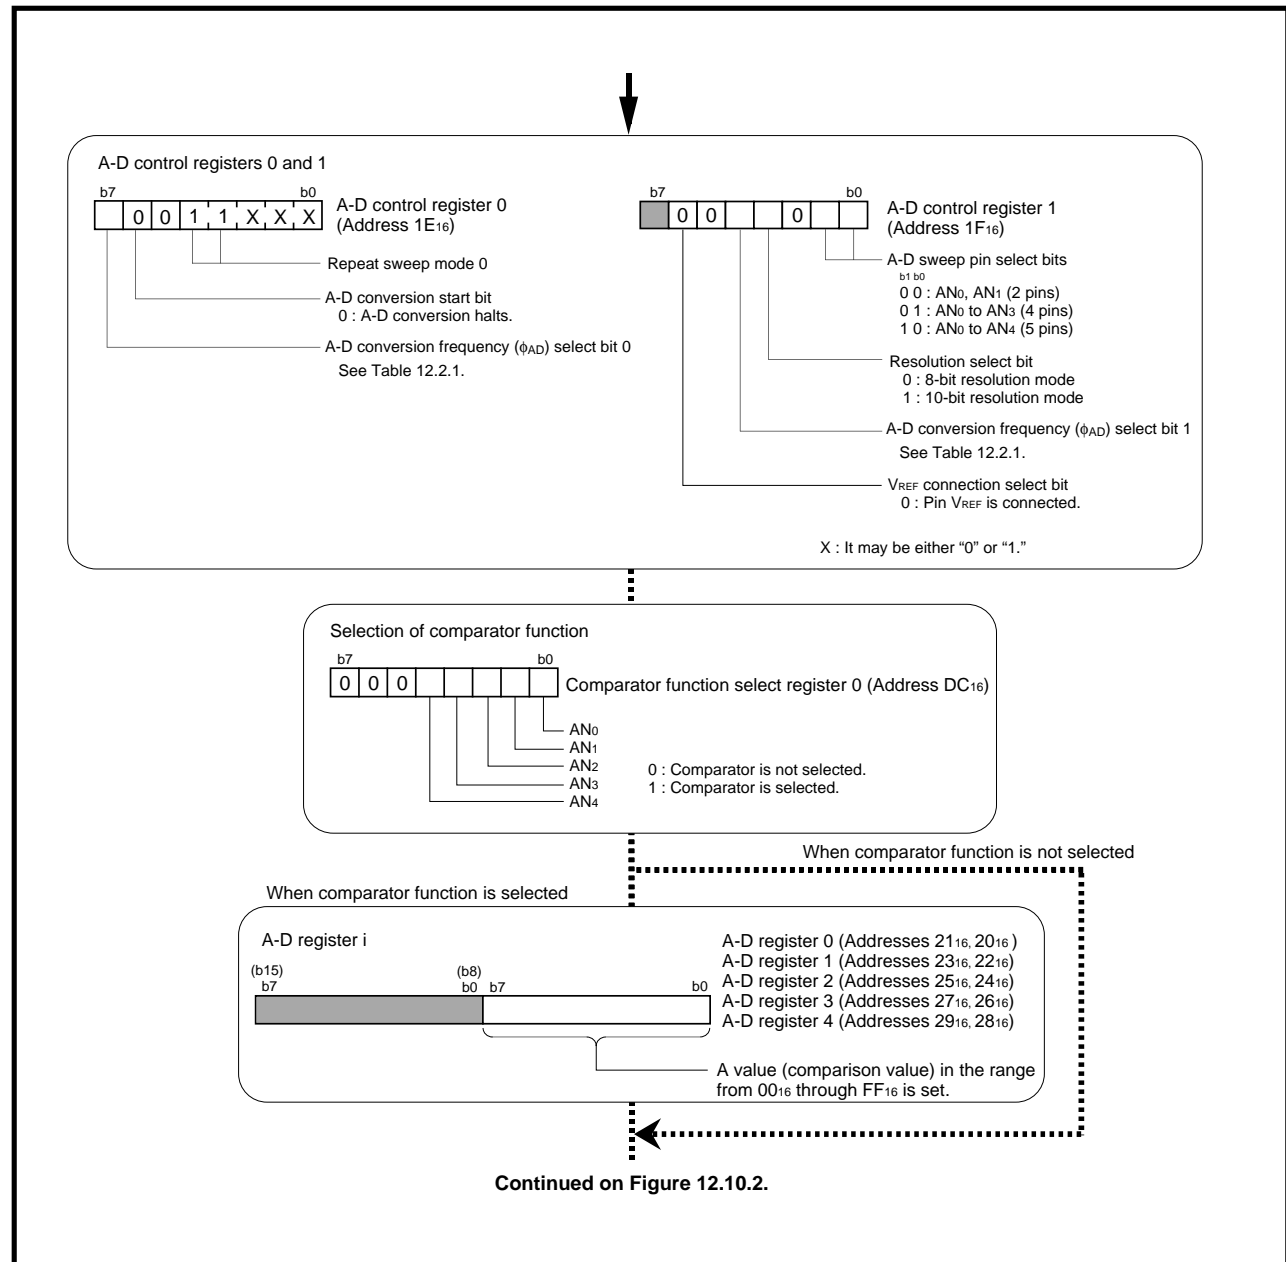 A-D control registers 0 and 1
b7 b0
0 0 1 1 X X X
A-D control register 0
(Address 1E16)
Repeat sweep mode 0
A-D conversion start bit
0 : A-D conversion halts.
A-D conversion frequency (ϕAD) select bit 0
See Table 12.2.1.
b7 b0
0 0 0
A-D control register 1
(Address 1F16)
A-D sweep pin select bits
b1 b0
0 0 : AN0, AN1 (2 pins)
0 1 : AN0 to AN3 (4 pins)
1 0 : AN0 to AN4 (5 pins)
Resolution select bit
0 : 8-bit resolution mode
1 : 10-bit resolution mode
A-D conversion frequency (ϕAD) select bit 1
See Table 12.2.1.
VREF connection select bit
0 : Pin VREF is connected.
X : It may be either “0” or “1.”
Selection of comparator function
b7 b0
0 0 0
Comparator function select register 0 (Address DC16)
AN0
AN1
AN2
AN3
AN4
0 : Comparator is not selected.
1 : Comparator is selected.
When comparator function is not selected
When comparator function is selected
A-D register i
(b15) (b8)
b7 b0 b7 b0
A-D register 0 (Addresses 2116, 2016)
A-D register 1 (Addresses 2316, 2216)
A-D register 2 (Addresses 2516, 2416)
A-D register 3 (Addresses 2716, 2616)
A-D register 4 (Addresses 2916, 2816)
A value (comparison value) in the range
from 0016 through FF16 is set.
Continued on Figure 12.10.2.